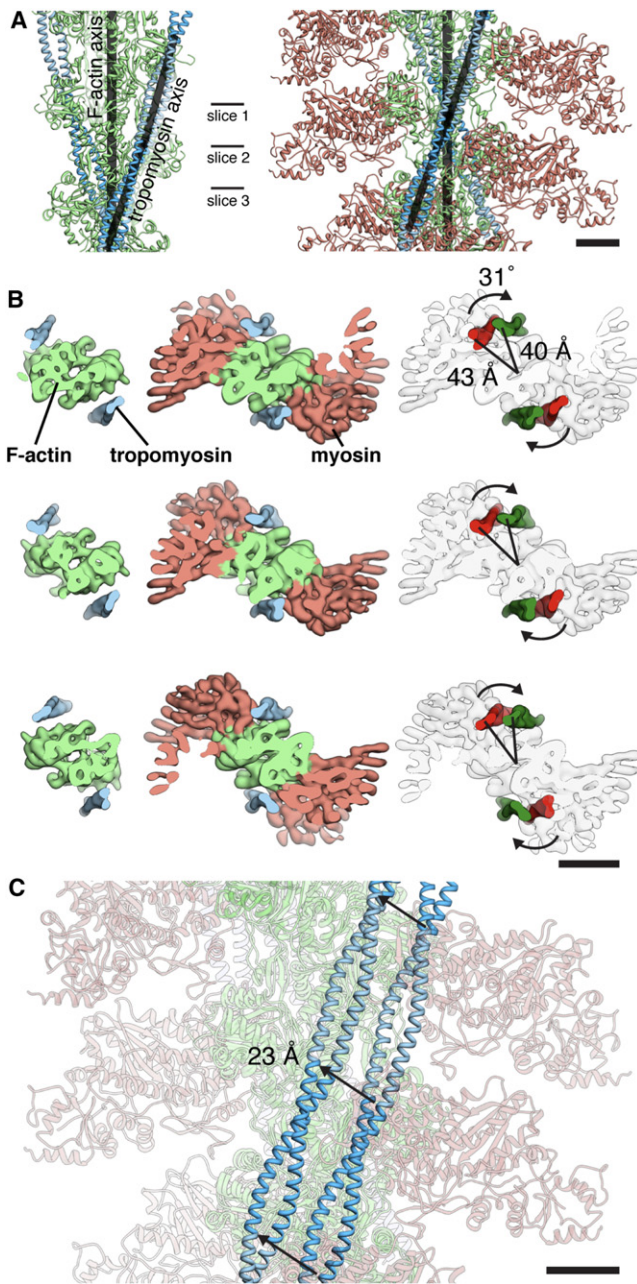 A
F-actin axis
tropomyosin axis
slice 1
slice 2
slice 3
B
31°
40 Å
43 Å
F-actin
tropomyosin
myosin
C
23 Å